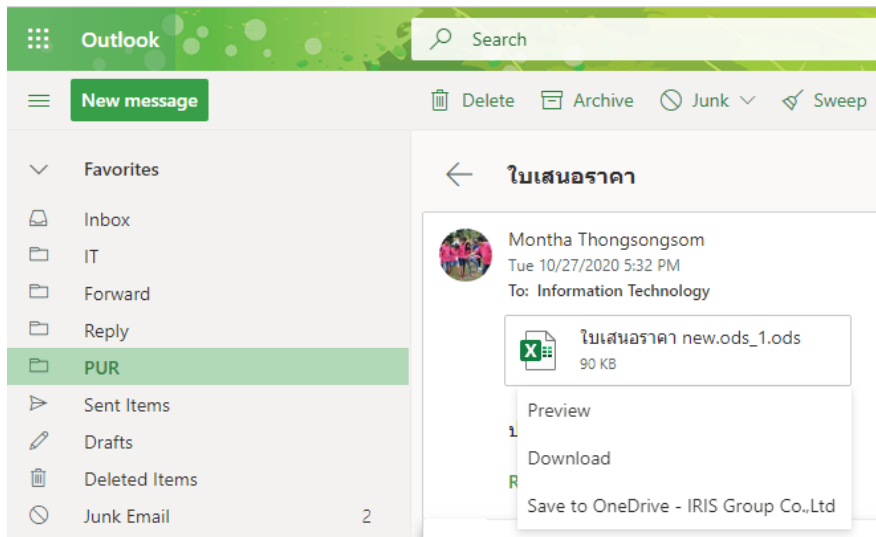 Outlook
Search
New message
Delete Archive Junk Sweep
Favorites
Inbox
IT
Forward
Reply
PUR
Sent Items
Drafts
Deleted Items
Junk Email 2
ใบเสนอราคา
Montha Thongsongsom
Tue 10/27/2020 5:32 PM
To: Information Technology
ใบเสนอราคา new.ods_1.ods
90 KB
Preview
Download
Save to OneDrive - IRIS Group Co.,Ltd